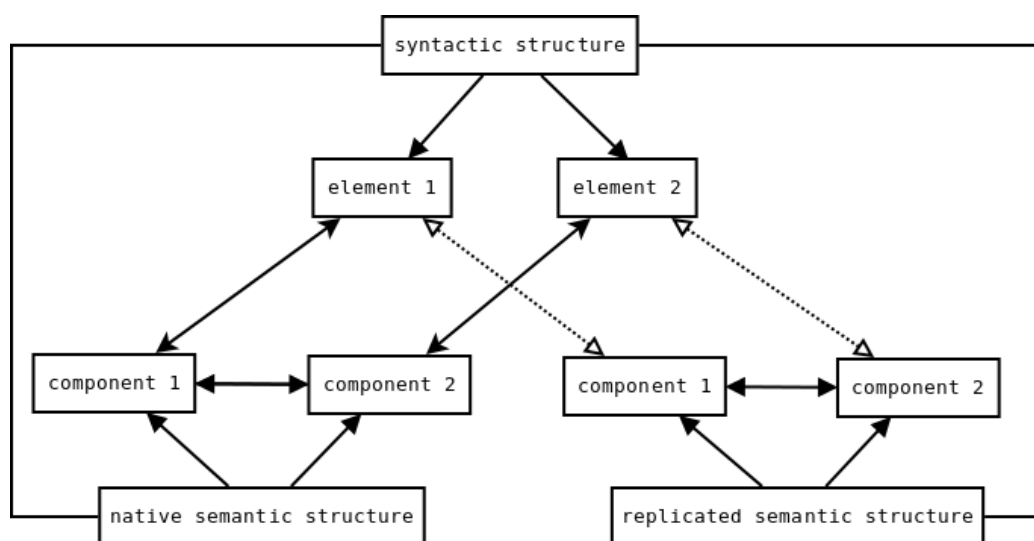 syntactic structure
element 1
element 2
component 1
component 2
component 1
component 2
native semantic structure
replicated semantic structure